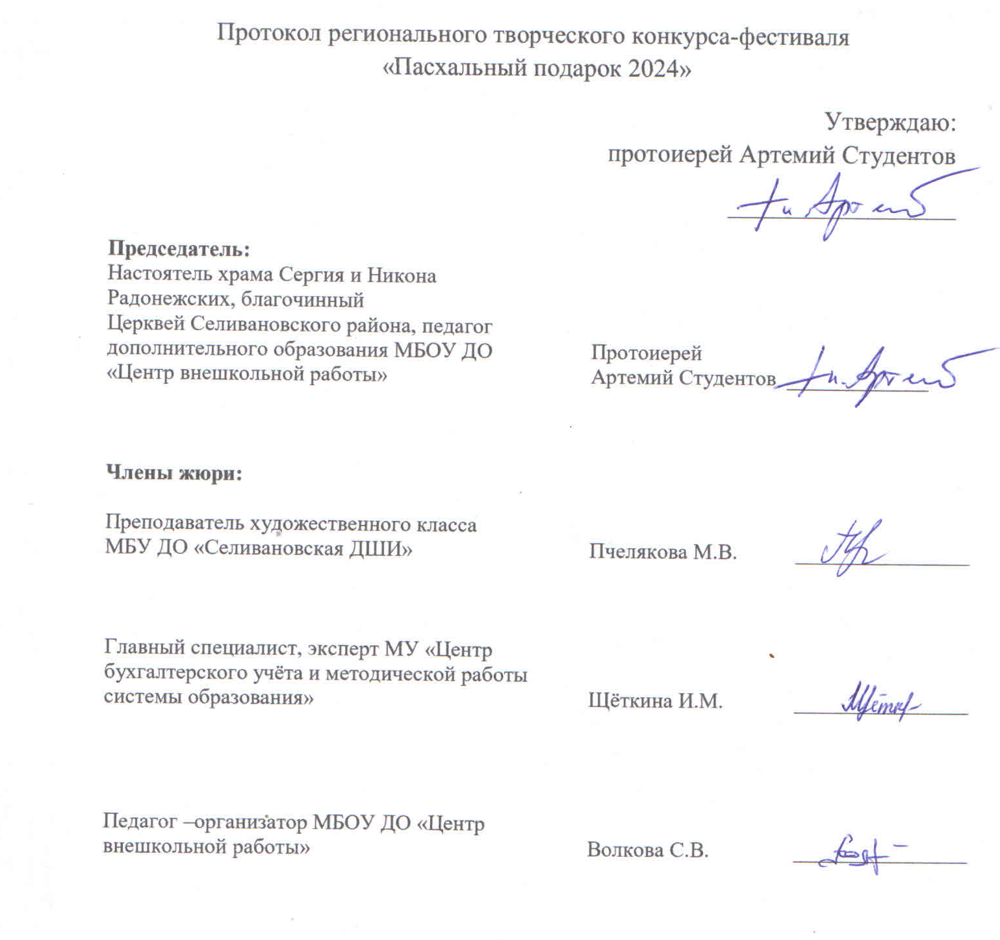 Протокол регионального творческого конкурса-фестиваля
«Пасхальный подарок 2024»
Утверждаю:
протоиерей Артемий Студентов
Председатель:
Настоятель храма Сергия и Никона
Радонежских, благочинный
Церквей Селивановского района, педагог
дополнительного образования МБОУ ДО
«Центр внешкольной работы»
Протоиерей
Артемий Студентов
Члены жюри:
Преподаватель художественного класса
МБУ ДО «Селивановская ДШИ»
Пчелякова М.В.
Главный специалист, эксперт МУ «Центр
бухгалтерского учёта и методической работы
системы образования»
Щёткина И.М.
Педагог –организатор МБОУ ДО «Центр
внешкольной работы»
Волкова С.В.